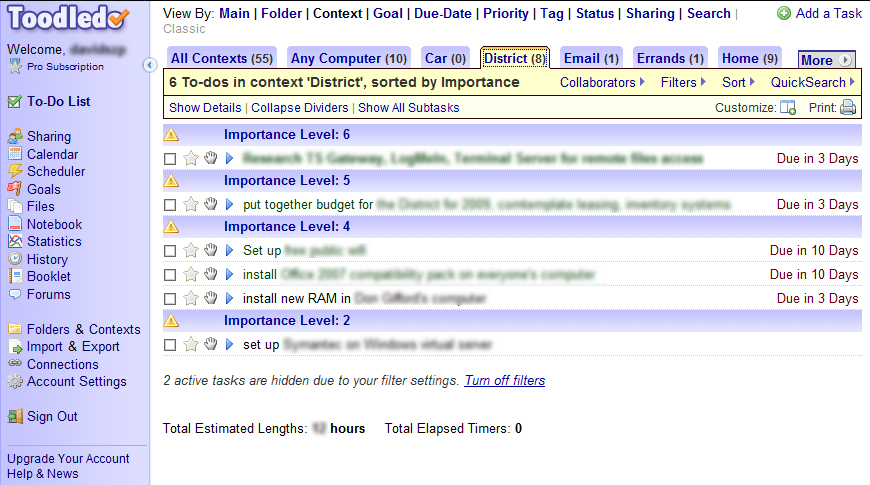 Toodledo
Welcome,
Pro Subscription
To-Do List
Sharing
Calendar
Scheduler
Goals
Files
Notebook
Statistics
History
Booklet
Forums
Folders & Contexts
Import & Export
Connections
Account Settings
Sign Out
Upgrade Your Account
Help & News
View By: Main | Folder | Context | Goal | Due-Date | Priority | Tag | Status | Sharing | Search |
Classic
Add a Task
All Contexts (55) Any Computer (10) Car (0) District (8) Email (1) Errands (1) Home (9) More
6 To-dos in context 'District', sorted by Importance Collaborators Filters Sort QuickSearch
Show Details | Collapse Dividers | Show All Subtasks Customize: Print:
Importance Level: 6
Research TS Gateway, LogMeIn, Terminal Server for remote files access Due in 3 Days
Importance Level: 5
put together budget for the District for 2009, comtemplate leasing, inventory systems Due in 3 Days
Importance Level: 4
Set up free public wifi Due in 10 Days
install Office 2007 compatibility pack on everyone's computer Due in 10 Days
install new RAM in Don Gifford's computer Due in 3 Days
Importance Level: 2
set up Symantec on Windows virtual server
2 active tasks are hidden due to your filter settings. Turn off filters
Total Estimated Lengths: 12 hours Total Elapsed Timers: 0